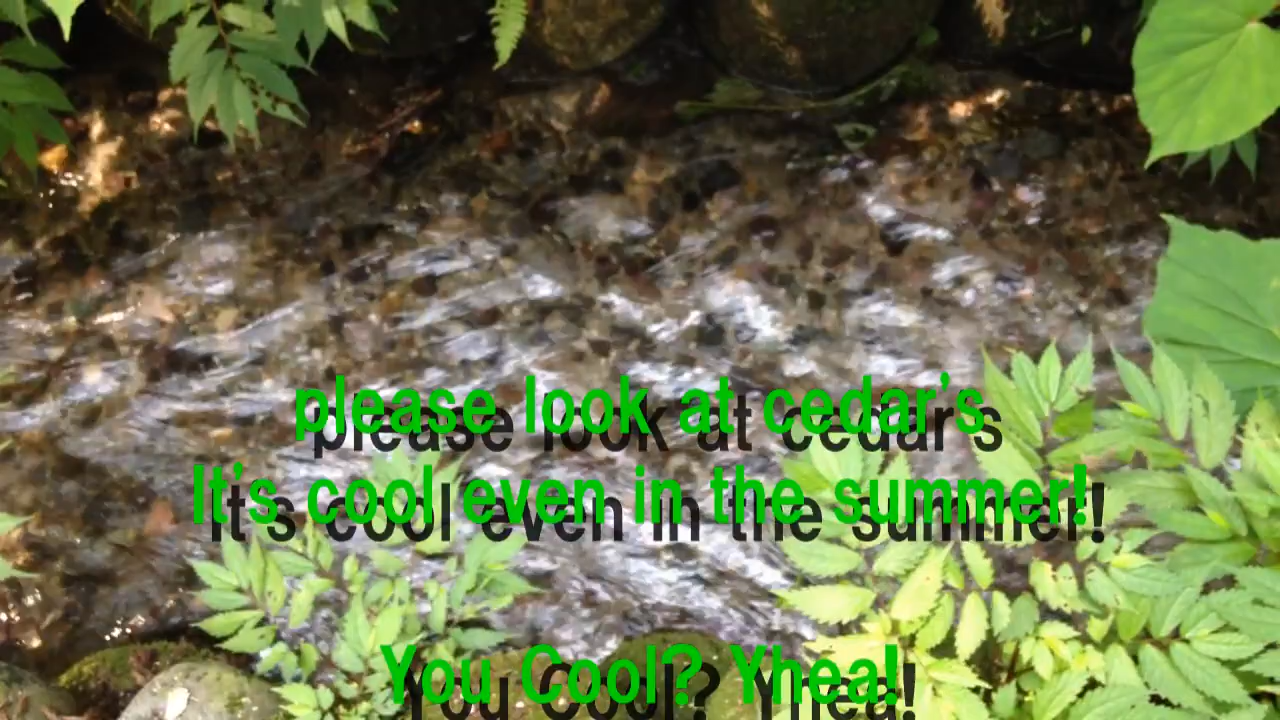 please look at cedar's
It's cool even in the summer!
You Cool? Yhea!